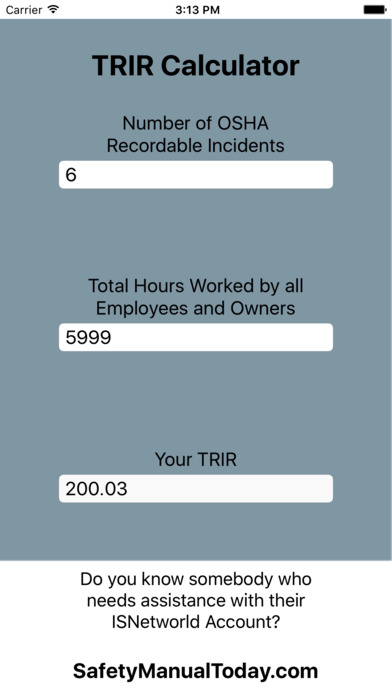 Carrier 3:13 PM
TRIR Calculator
Number of OSHA
Recordable Incidents
6
Total Hours Worked by all
Employees and Owners
5999
Your TRIR
200.03
Do you know somebody who
needs assistance with their
ISNetworld Account?
SafetyManualToday.com